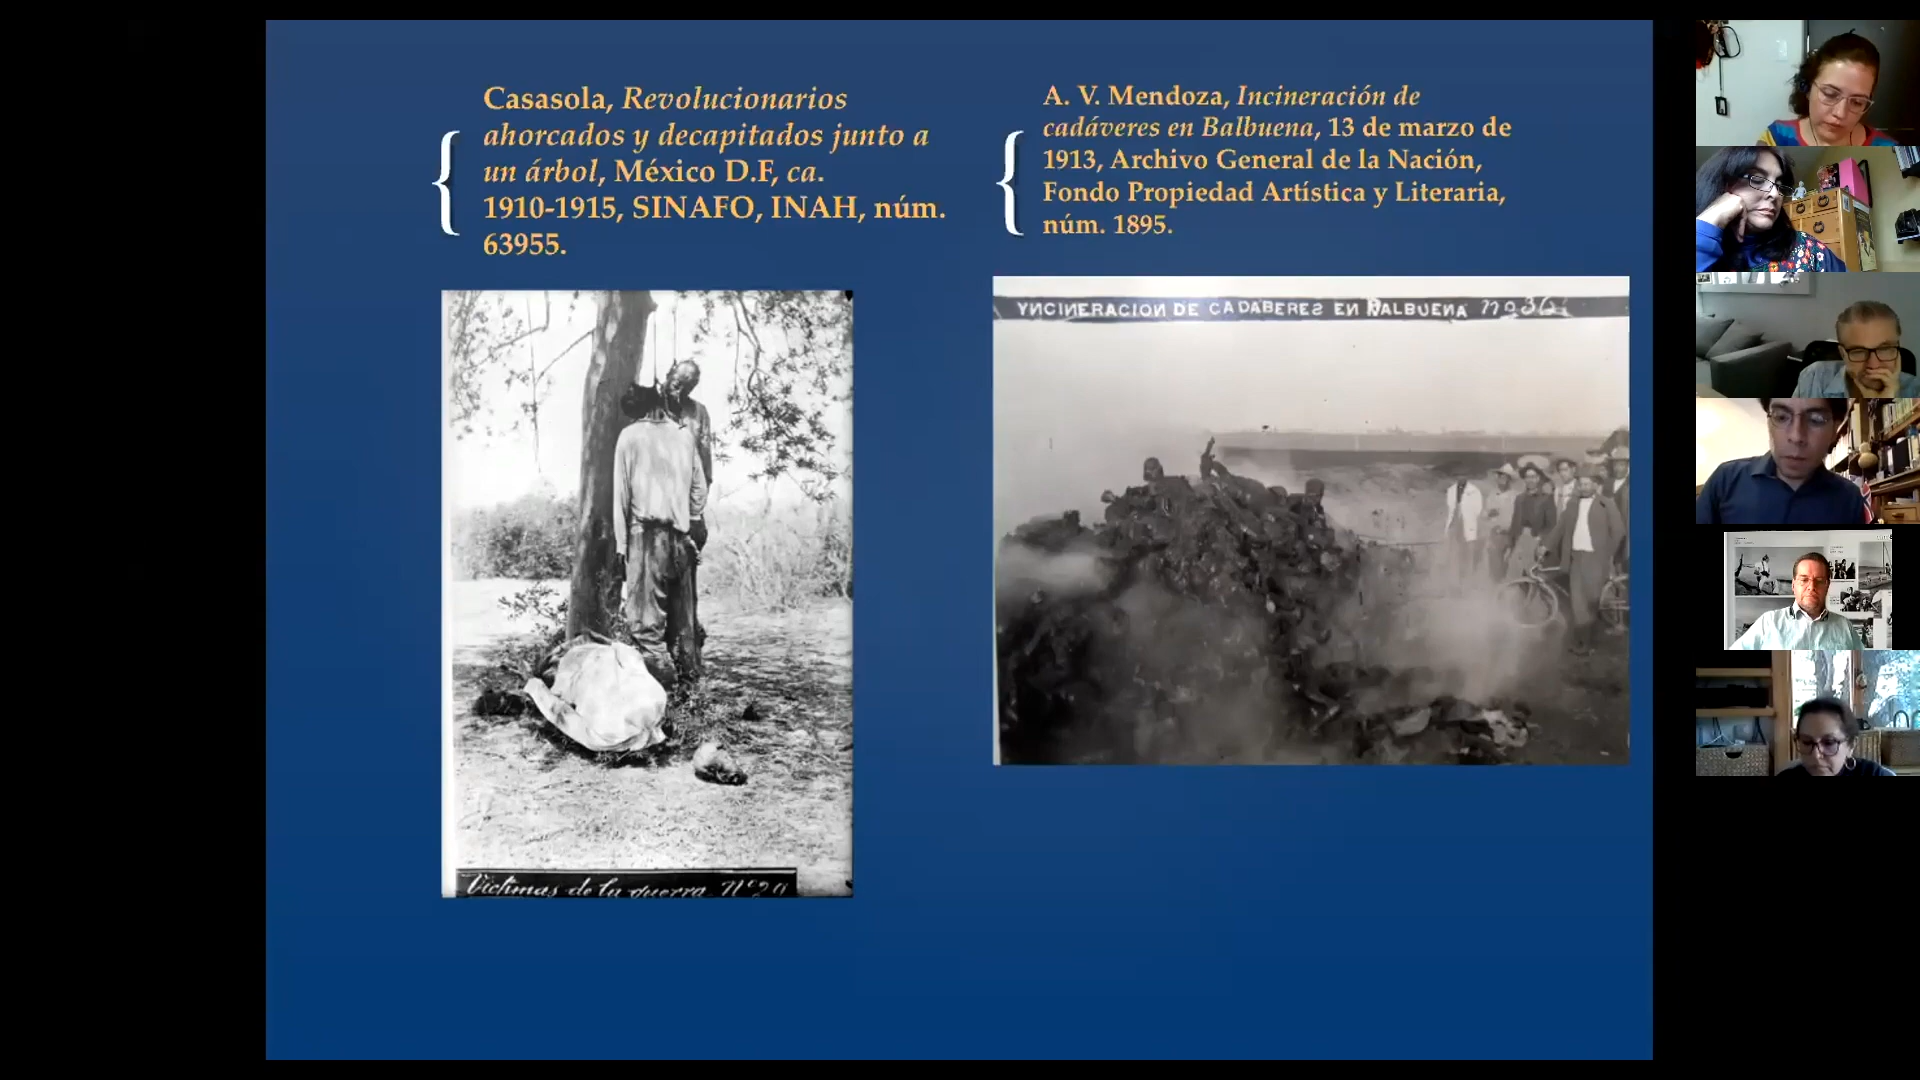 Casasola, Revolucionarios
ahorcados y decapitados junto a
un árbol, México D.F, ca.
1910-1915, SINAFO, INAH, núm.
63955.
A. V. Mendoza, Incineración de
cadáveres en Balbuena, 13 de marzo de
1913, Archivo General de la Nación,
Fondo Propiedad Artística y Literaria,
núm. 1895.
YNCINERACION DE CADABERES EN BALBUENA
Victimas de la guerra